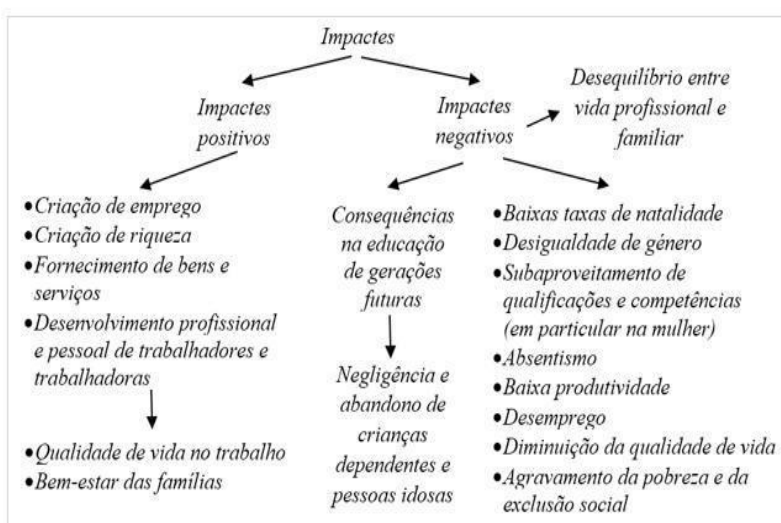 Impactes
Impactes
positivos
Impactes
negativos
Desequilíbrio entre
vida profissional e
familiar
•Criação de emprego
•Criação de riqueza
•Fornecimento de bens e
serviços
•Desenvolvimento profissional
e pessoal de trabalhadores e
trabalhadoras
•Qualidade de vida no trabalho
•Bem-estar das famílias
Consequências
na educação
de gerações
futuras
Negligência e
abandono de
crianças
dependentes e
pessoas idosas
•Baixas taxas de natalidade
•Desigualdade de género
•Subaproveitamento de
qualificações e competências
(em particular na mulher)
•Absentismo
•Baixa produtividade
•Desemprego
•Diminuição da qualidade de vida
•Agravamento da pobreza e da
exclusão social